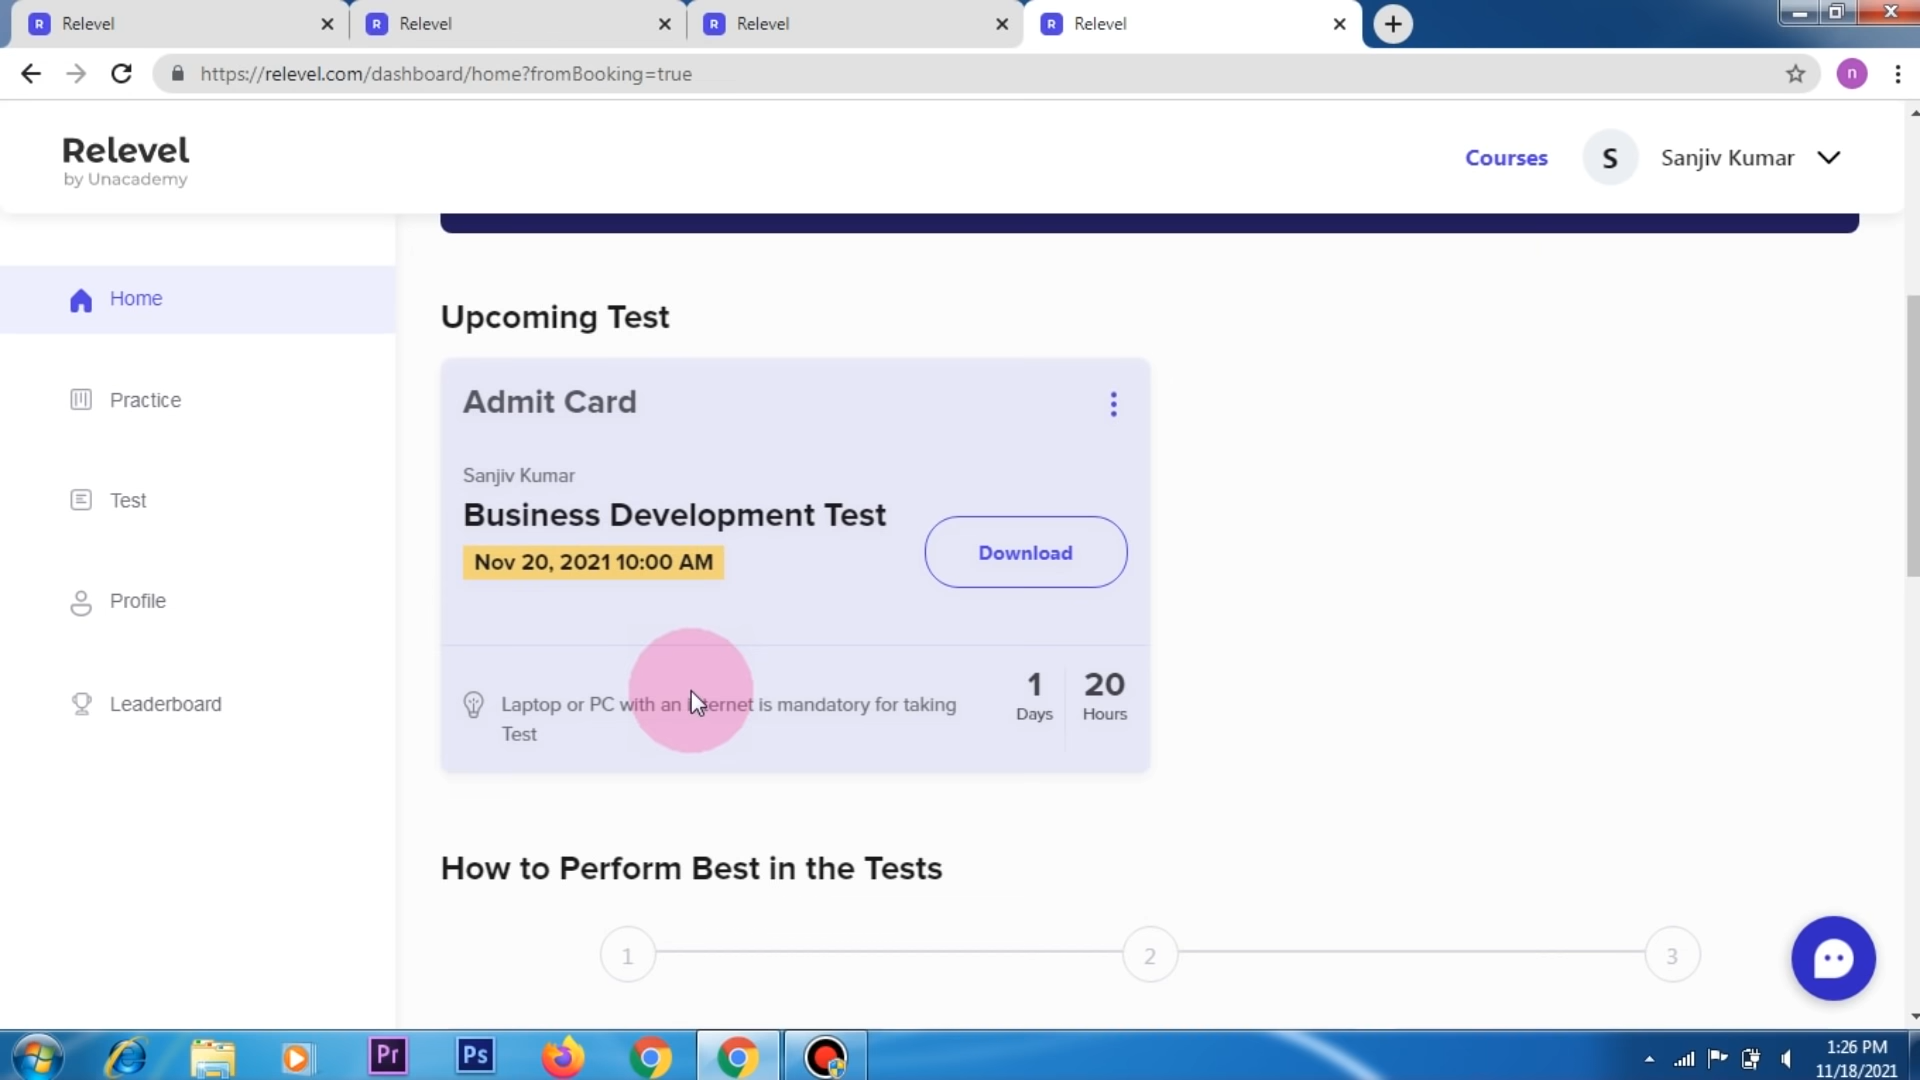 Relevel
Relevel
Relevel
Relevel
https://relevel.com/dashboard/home?fromBooking=true
n
Relevel
by Unacademy
Courses
S
Sanjiv Kumar
Home
Practice
Test
Profile
Leaderboard
Upcoming Test
Admit Card
Sanjiv Kumar
Business Development Test
Nov 20, 2021 10:00 AM
Download
Laptop or PC with an internet is mandatory for taking
Test
1
Days
20
Hours
How to Perform Best in the Tests
1
2
3
Pr
Ps
1:26 PM
11/18/2021